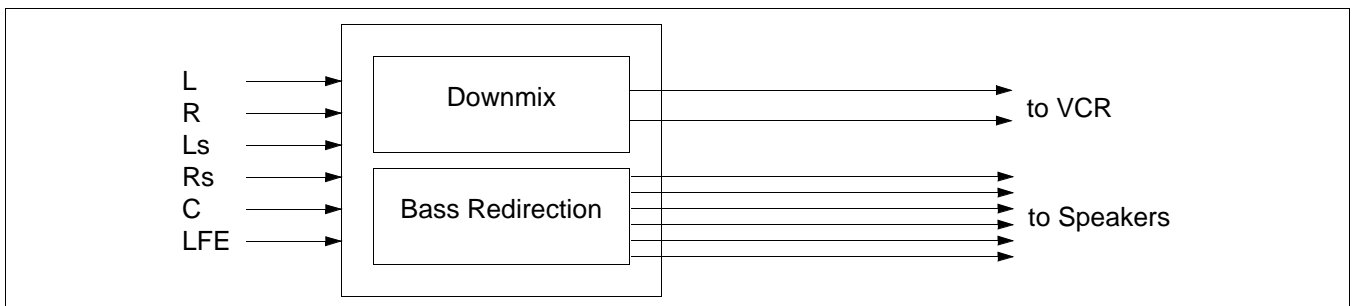 L
R
Ls
Rs
C
LFE
Downmix
Bass Redirection
to VCR
to Speakers